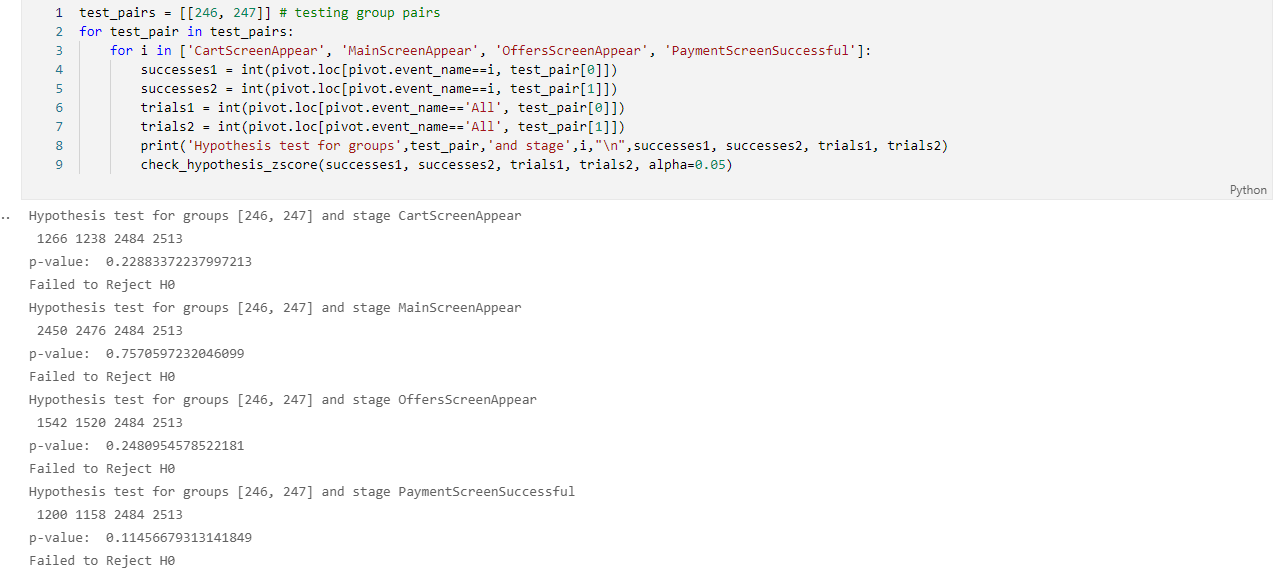 1 test_pairs = [[246, 247]] # testing group pairs
2 for test_pair in test_pairs:
3     for i in ['CartScreenAppear', 'MainScreenAppear', 'OffersScreenAppear', 'PaymentScreenSuccessful']:
4         successes1 = int(pivot.loc[pivot.event_name==i, test_pair[0]])
5         successes2 = int(pivot.loc[pivot.event_name==i, test_pair[1]])
6         trials1 = int(pivot.loc[pivot.event_name=='All', test_pair[0]])
7         trials2 = int(pivot.loc[pivot.event_name=='All', test_pair[1]])
8         print('Hypothesis test for groups',test_pair,'and stage',i,"\n",successes1, successes2, trials1, trials2)
9         check_hypothesis_zscore(successes1, successes2, trials1, trials2, alpha=0.05)
Python
.. Hypothesis test for groups [246, 247] and stage CartScreenAppear
 1266 1238 2484 2513
p-value:  0.22883372237997213
Failed to Reject H0
Hypothesis test for groups [246, 247] and stage MainScreenAppear
 2450 2476 2484 2513
p-value:  0.7570597232046099
Failed to Reject H0
Hypothesis test for groups [246, 247] and stage OffersScreenAppear
 1542 1520 2484 2513
p-value:  0.2480954578522181
Failed to Reject H0
Hypothesis test for groups [246, 247] and stage PaymentScreenSuccessful
 1200 1158 2484 2513
p-value:  0.11456679313141849
Failed to Reject H0